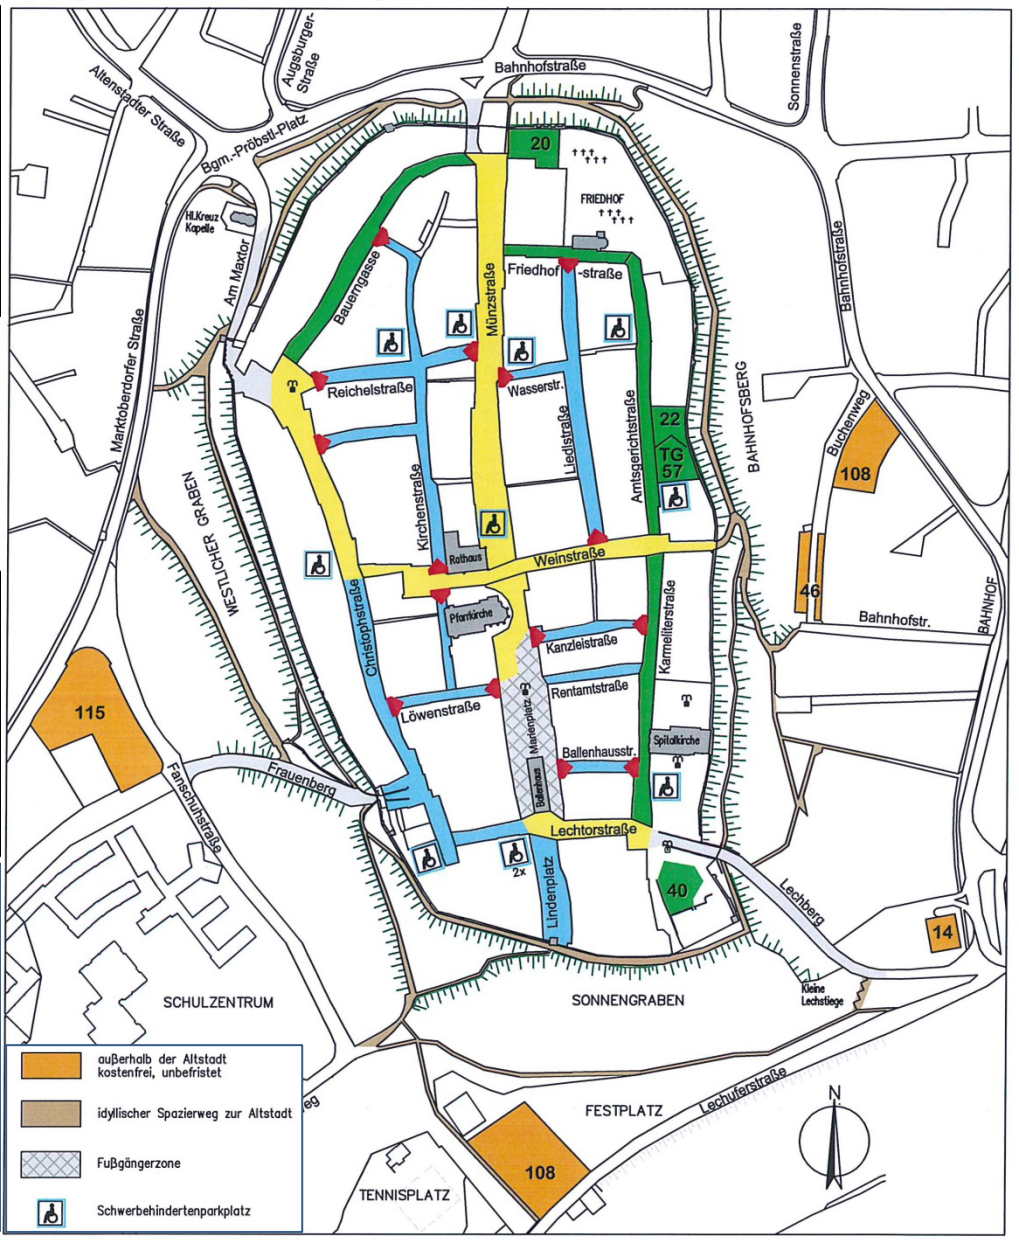 Augsburger-
Straße
Bahnhofstraße
Sonnenstraße
Altenstadter Straße
Bgm.-Pröbstl-Platz
20
FRIEDHOF
Hl.Kreuz
Kapelle
Am Maxtor
Bauerngasse
Münzstraße
Friedhof
-straße
Bahnhofstraße
Marktoberdorfer Straße
Reichelstraße
Wasserstr.
Liedlstraße
Amtsgerichtstraße
BAHNHOFSBERG
Buchenweg
22
TG
57
108
Kirchenstraße
WESTLICHER GRABEN
Rathaus
Weinstraße
46
Bahnhofstr.
BAHNHOF
Christophstraße
Pfarrkirche
Kanzleistraße
Karmeliterstraße
Rentamtstraße
115
Löwenstraße
Marienplatz
Spitalkirche
Ballenhausstr.
Ballenhaus
Frauenberg
Fanschuhstraße
Lechtorstraße
2x
Lindenplatz
40
Lechberg
14
Kleine
Lechstiege
SCHULZENTRUM
SONNENGRABEN
außerhalb der Altstadt
kostenfrei, unbefristet
idyllischer Spazierweg zur Altstadt
Fußgängerzone
Schwerbehindertenparkplatz
eg
FESTPLATZ
Lechuferstraße
N
108
TENNISPLATZ